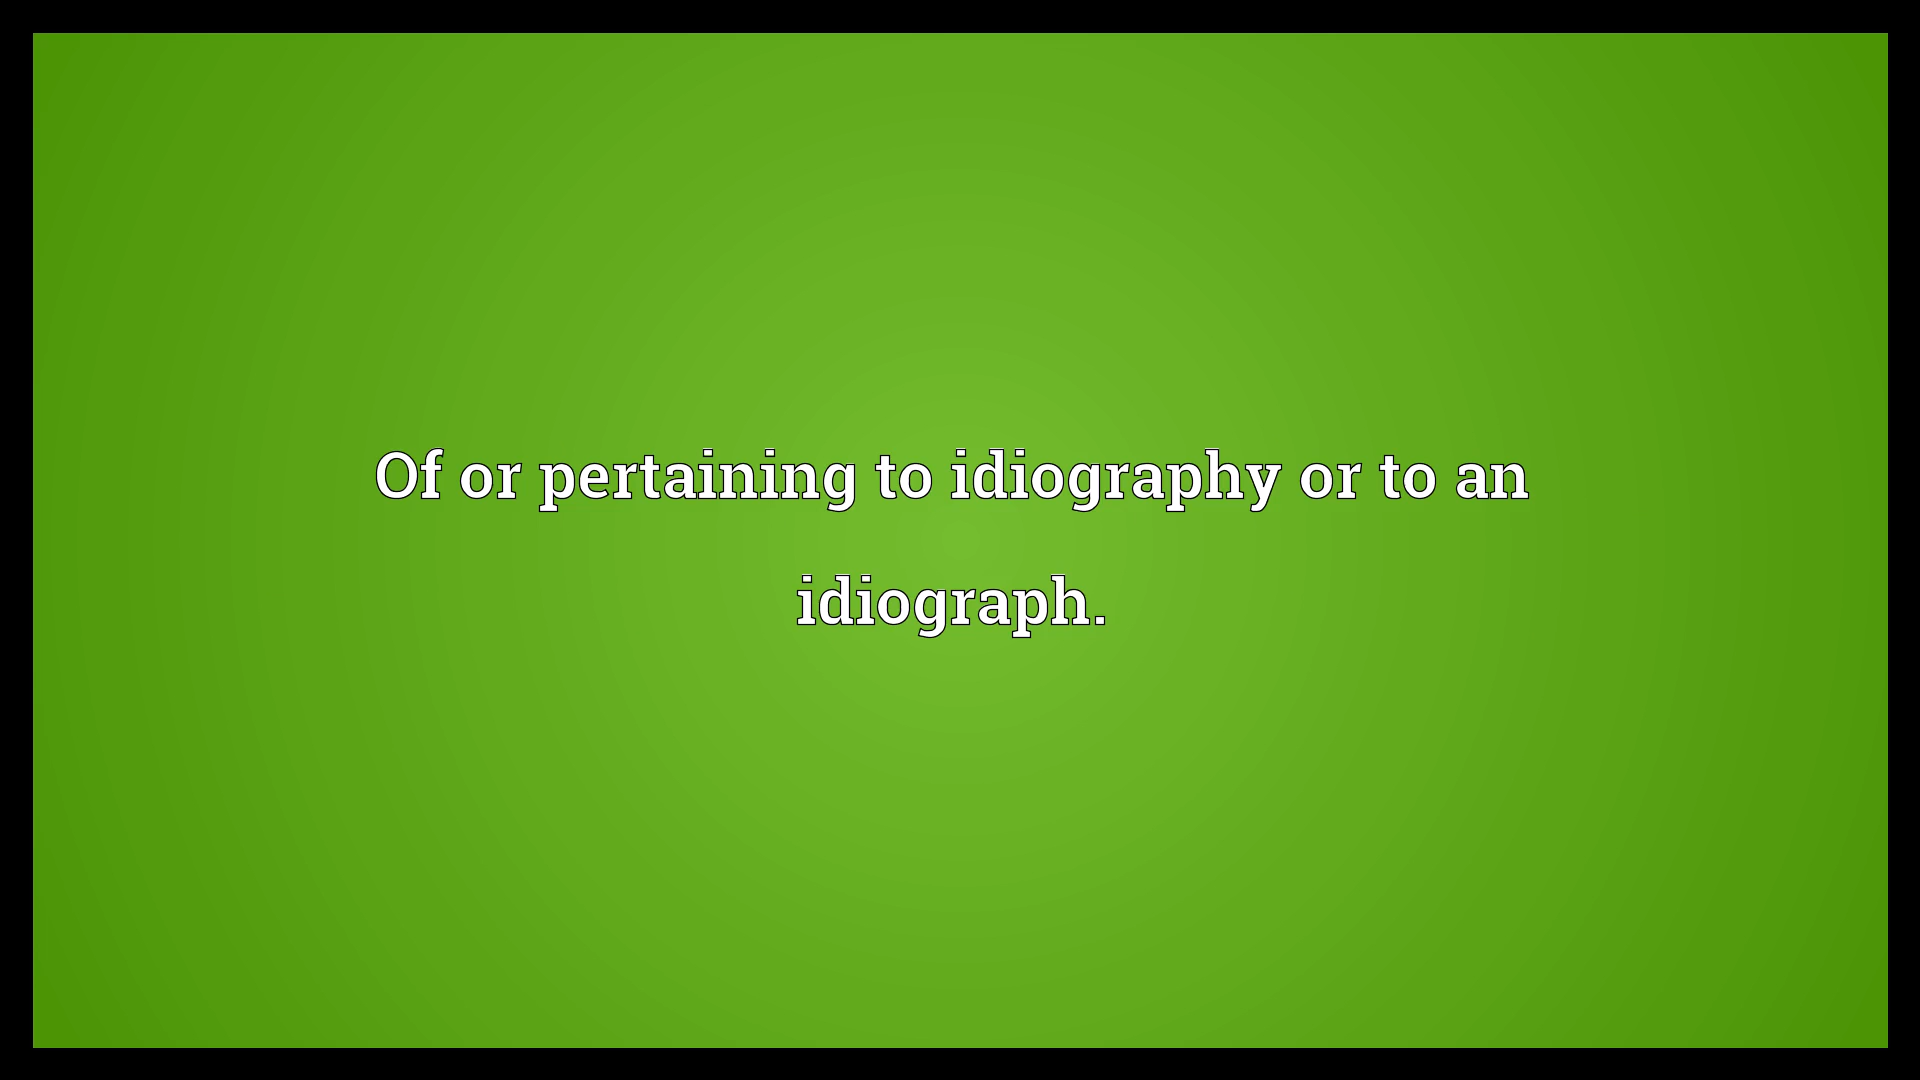 Of or pertaining to idiography or to an
idiograph.